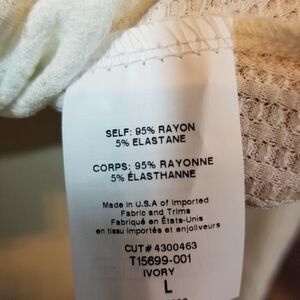 SELF: 95% RAYON
5% ELASTANE
CORPS: 95% RAYONNE
5% ÉLASTHANNE
Made in U.S.A of Imported
Fabric and Trims
Fabriqué en États-Unis
en tissu importés et enjoliveurs
CUT# 4300463
T15699-001
IVORY
L